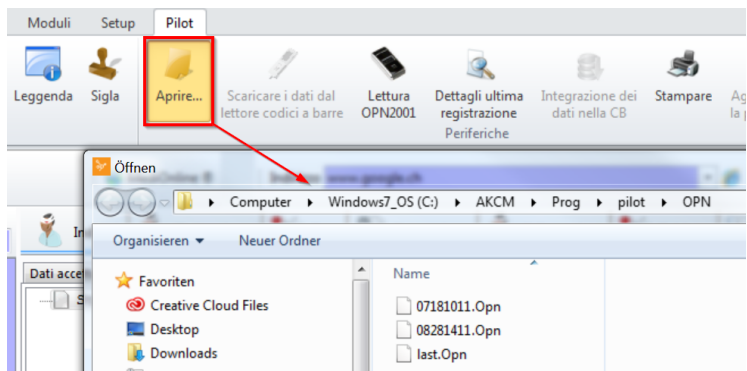 Moduli Setup Pilot
Leggenda Sigla Aprire... Scaricare i dati dal Lettura Dettagli ultima Integrazione dei Stampare Ag
lettore codici a barre OPN2001 registrazione dati nella CB la p
Periferiche
Öffnen
Computer Windows7_OS (C:) AKCM Prog pilot OPN
Organisieren Neuer Ordner
Dati acce
Favoriten Name
Creative Cloud Files 07181011.Opn
Desktop 08281411.Opn
Downloads last.Opn